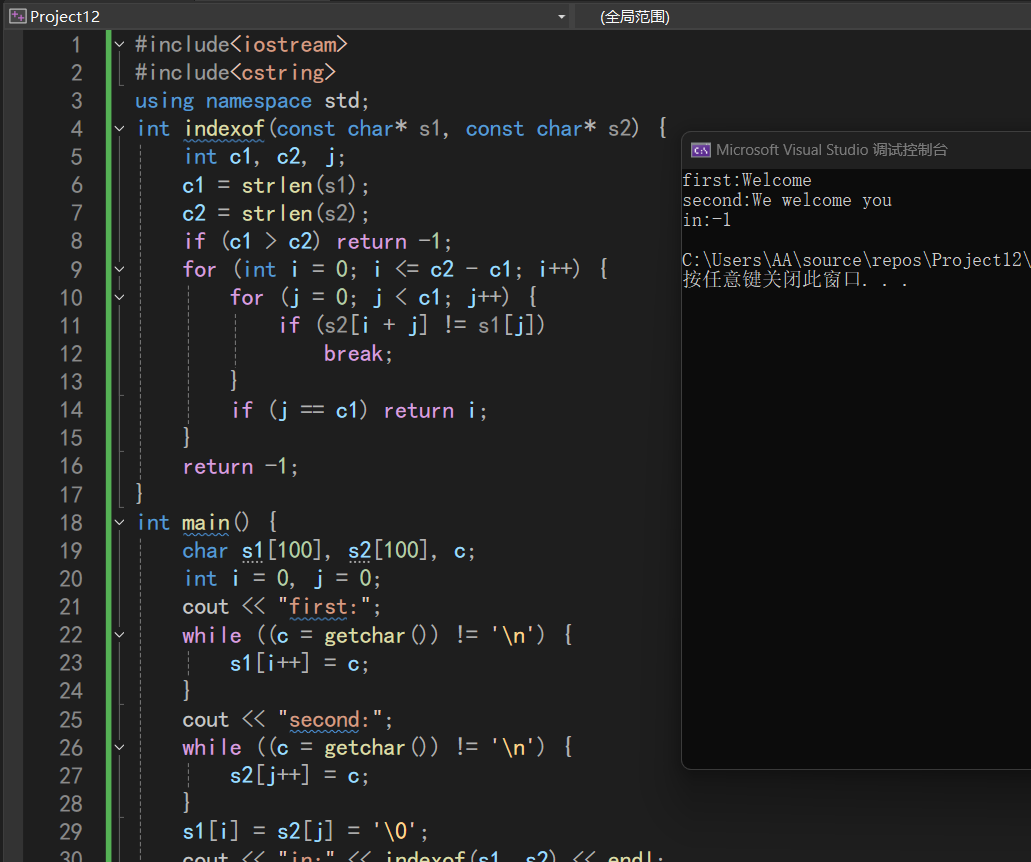 Project12 (全局范围)
1 #include<iostream>
2 #include<cstring>
3 using namespace std;
4 int indexof(const char* s1, const char* s2) {
5 int c1, c2, j;
6 c1 = strlen(s1);
7 c2 = strlen(s2);
8 if (c1 > c2) return -1;
9 for (int i = 0; i <= c2 - c1; i++) {
10 for (j = 0; j < c1; j++) {
11 if (s2[i + j] != s1[j])
12 break;
13 }
14 if (j == c1) return i;
15 }
16 return -1;
17 }
18 int main() {
19 char s1[100], s2[100], c;
20 int i = 0, j = 0;
21 cout << "first:";
22 while ((c = getchar()) != '\n') {
23 s1[i++] = c;
24 }
25 cout << "second:";
26 while ((c = getchar()) != '\n') {
27 s2[j++] = c;
28 }
29 s1[i] = s2[j] = '\0';
30 cout << "in:" << indexof(s1, s2) << endl;
Microsoft Visual Studio 调试控制台
first:Welcome
second:We welcome you
in:-1
C:\Users\AA\source\repos\Project12\
按任意键关闭此窗口. . .